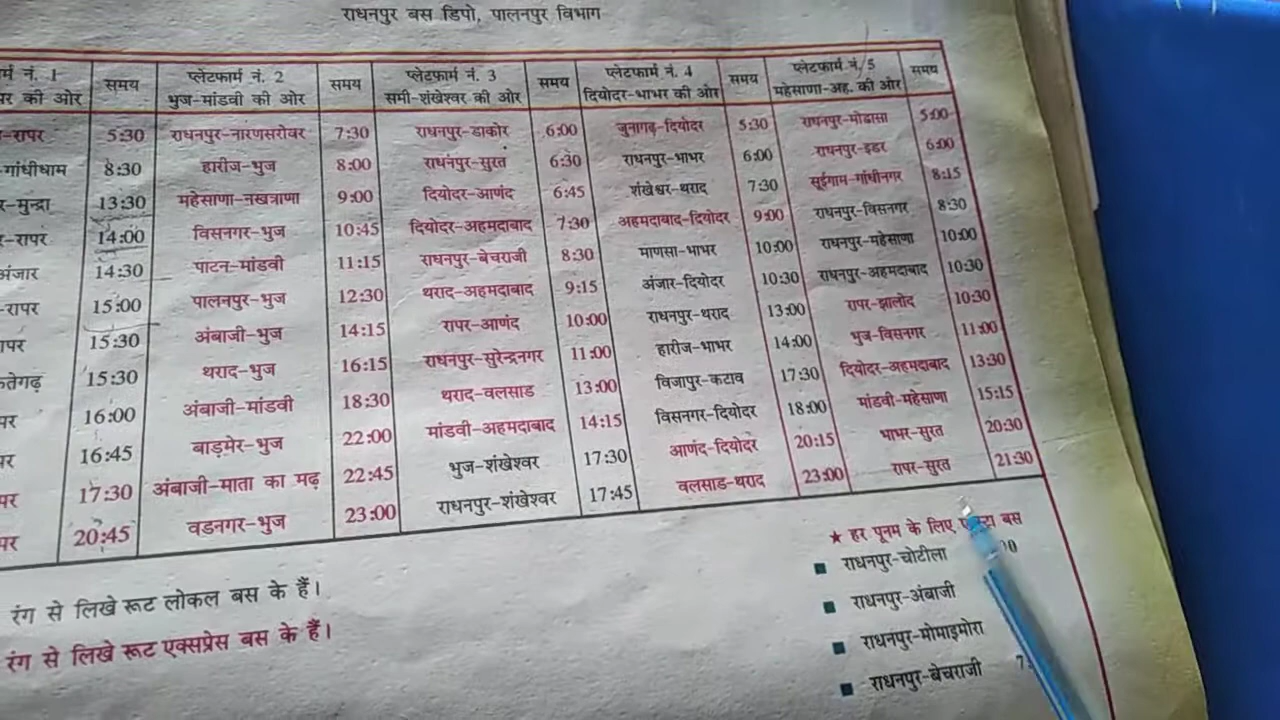 राधनपुर बस डिपो, पालनपुर विभाग
नं. 1 समय प्लेटफार्म नं. 2 समय प्लेटफार्म नं. 3 समय प्लेटफार्म नं. 4 समय प्लेटफार्म नं. 5 समय
की ओर भुज-मांडवी की ओर समी-शंखेश्वर की ओर दियोदर-भाभर की ओर महेसाणा-अह. की ओर
-रापर 5:30 राधनपुर-नारणसरोवर 7:30 राधनपुर-डाकोर 6:00 जुनागढ़-दियोदर 5:30 राधनपुर-मोडासा 5:00
-गांधीधाम 8:30 हारीज-भुज 8:00 राधनपुर-सुरत 6:30 राधनपुर-भाभर 6:00 राधनपुर-इडर 6:00
-मुन्द्रा 13:30 महेसाणा-नखत्राणा 9:00 दियोदर-आणंद 6:45 शंखेश्वर-थराद 7:30 सूईगाम-गांधीनगर 8:15
-रापर 14:00 विसनगर-भुज 10:45 दियोदर-अहमदाबाद 7:30 अहमदाबाद-दियोदर 9:00 राधनपुर-विसनगर 8:30
अंजार 14:30 पाटन-मांडवी 11:15 राधनपुर-बेचराजी 8:30 माणसा-भाभर 10:00 राधनपुर-महेसाणा 10:00
-रापर 15:00 पालनपुर-भुज 12:30 थराद-अहमदाबाद 9:15 अंजार-दियोदर 10:30 राधनपुर-अहमदाबाद 10:30
15:30 अंबाजी-भुज 14:15 रापर-आणंद 10:00 राधनपुर-थराद 13:00 रापर-झालोद 10:30
15:30 थराद-भुज 16:15 राधनपुर-सुरेन्द्रनगर 11:00 हारीज-भाभर 14:00 भुज-विसनगर 11:00
16:00 अंबाजी-मांडवी 18:30 थराद-वलसाड 13:00 विजापुर-कटाव 17:30 दियोदर-अहमदाबाद 13:30
16:45 बाड़मेर-भुज 22:00 मांडवी-अहमदाबाद 14:15 विसनगर-दियोदर 18:00 मांडवी-महेसाणा 15:15
17:30 अंबाजी-माता का मढ़ 22:45 भुज-शंखेश्वर 17:30 आणंद-दियोदर 20:15 भाभर-सुरत 20:30
20:45 वडनगर-भुज 23:00 राधनपुर-शंखेश्वर 17:45 वलसाड-थराद 23:00 रापर-सुरत 21:30
★ हर पूनम के लिए बस
राधनपुर-चोटीला
राधनपुर-अंबाजी
राधनपुर-मोमाइमोरा
राधनपुर-बेचराजी
रंग से लिखे रूट लोकल बस के हैं।
रंग से लिखे रूट एक्सप्रेस बस के हैं।